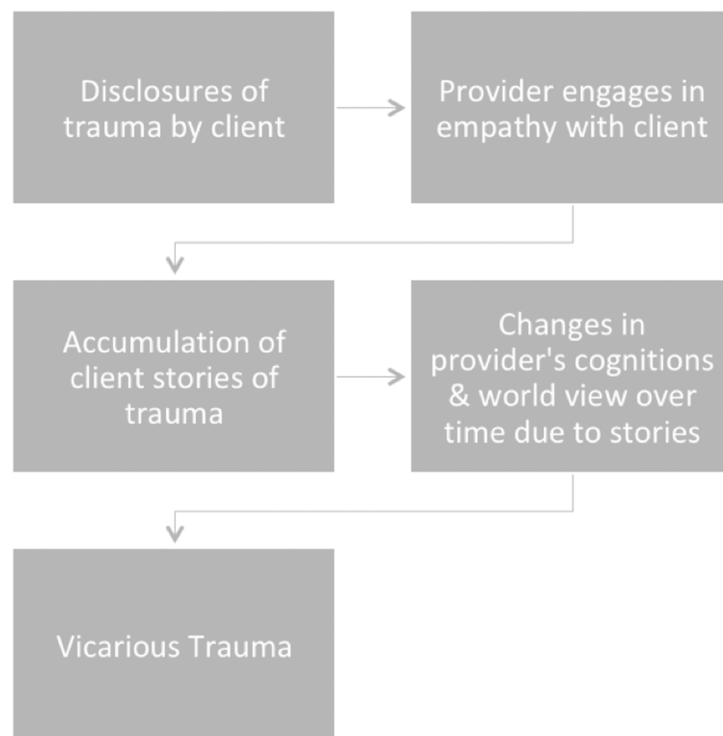 Disclosures of
trauma by client
Provider engages in
empathy with client
Accumulation of
client stories of
trauma
Changes in
provider's cognitions
& world view over
time due to stories
Vicarious Trauma